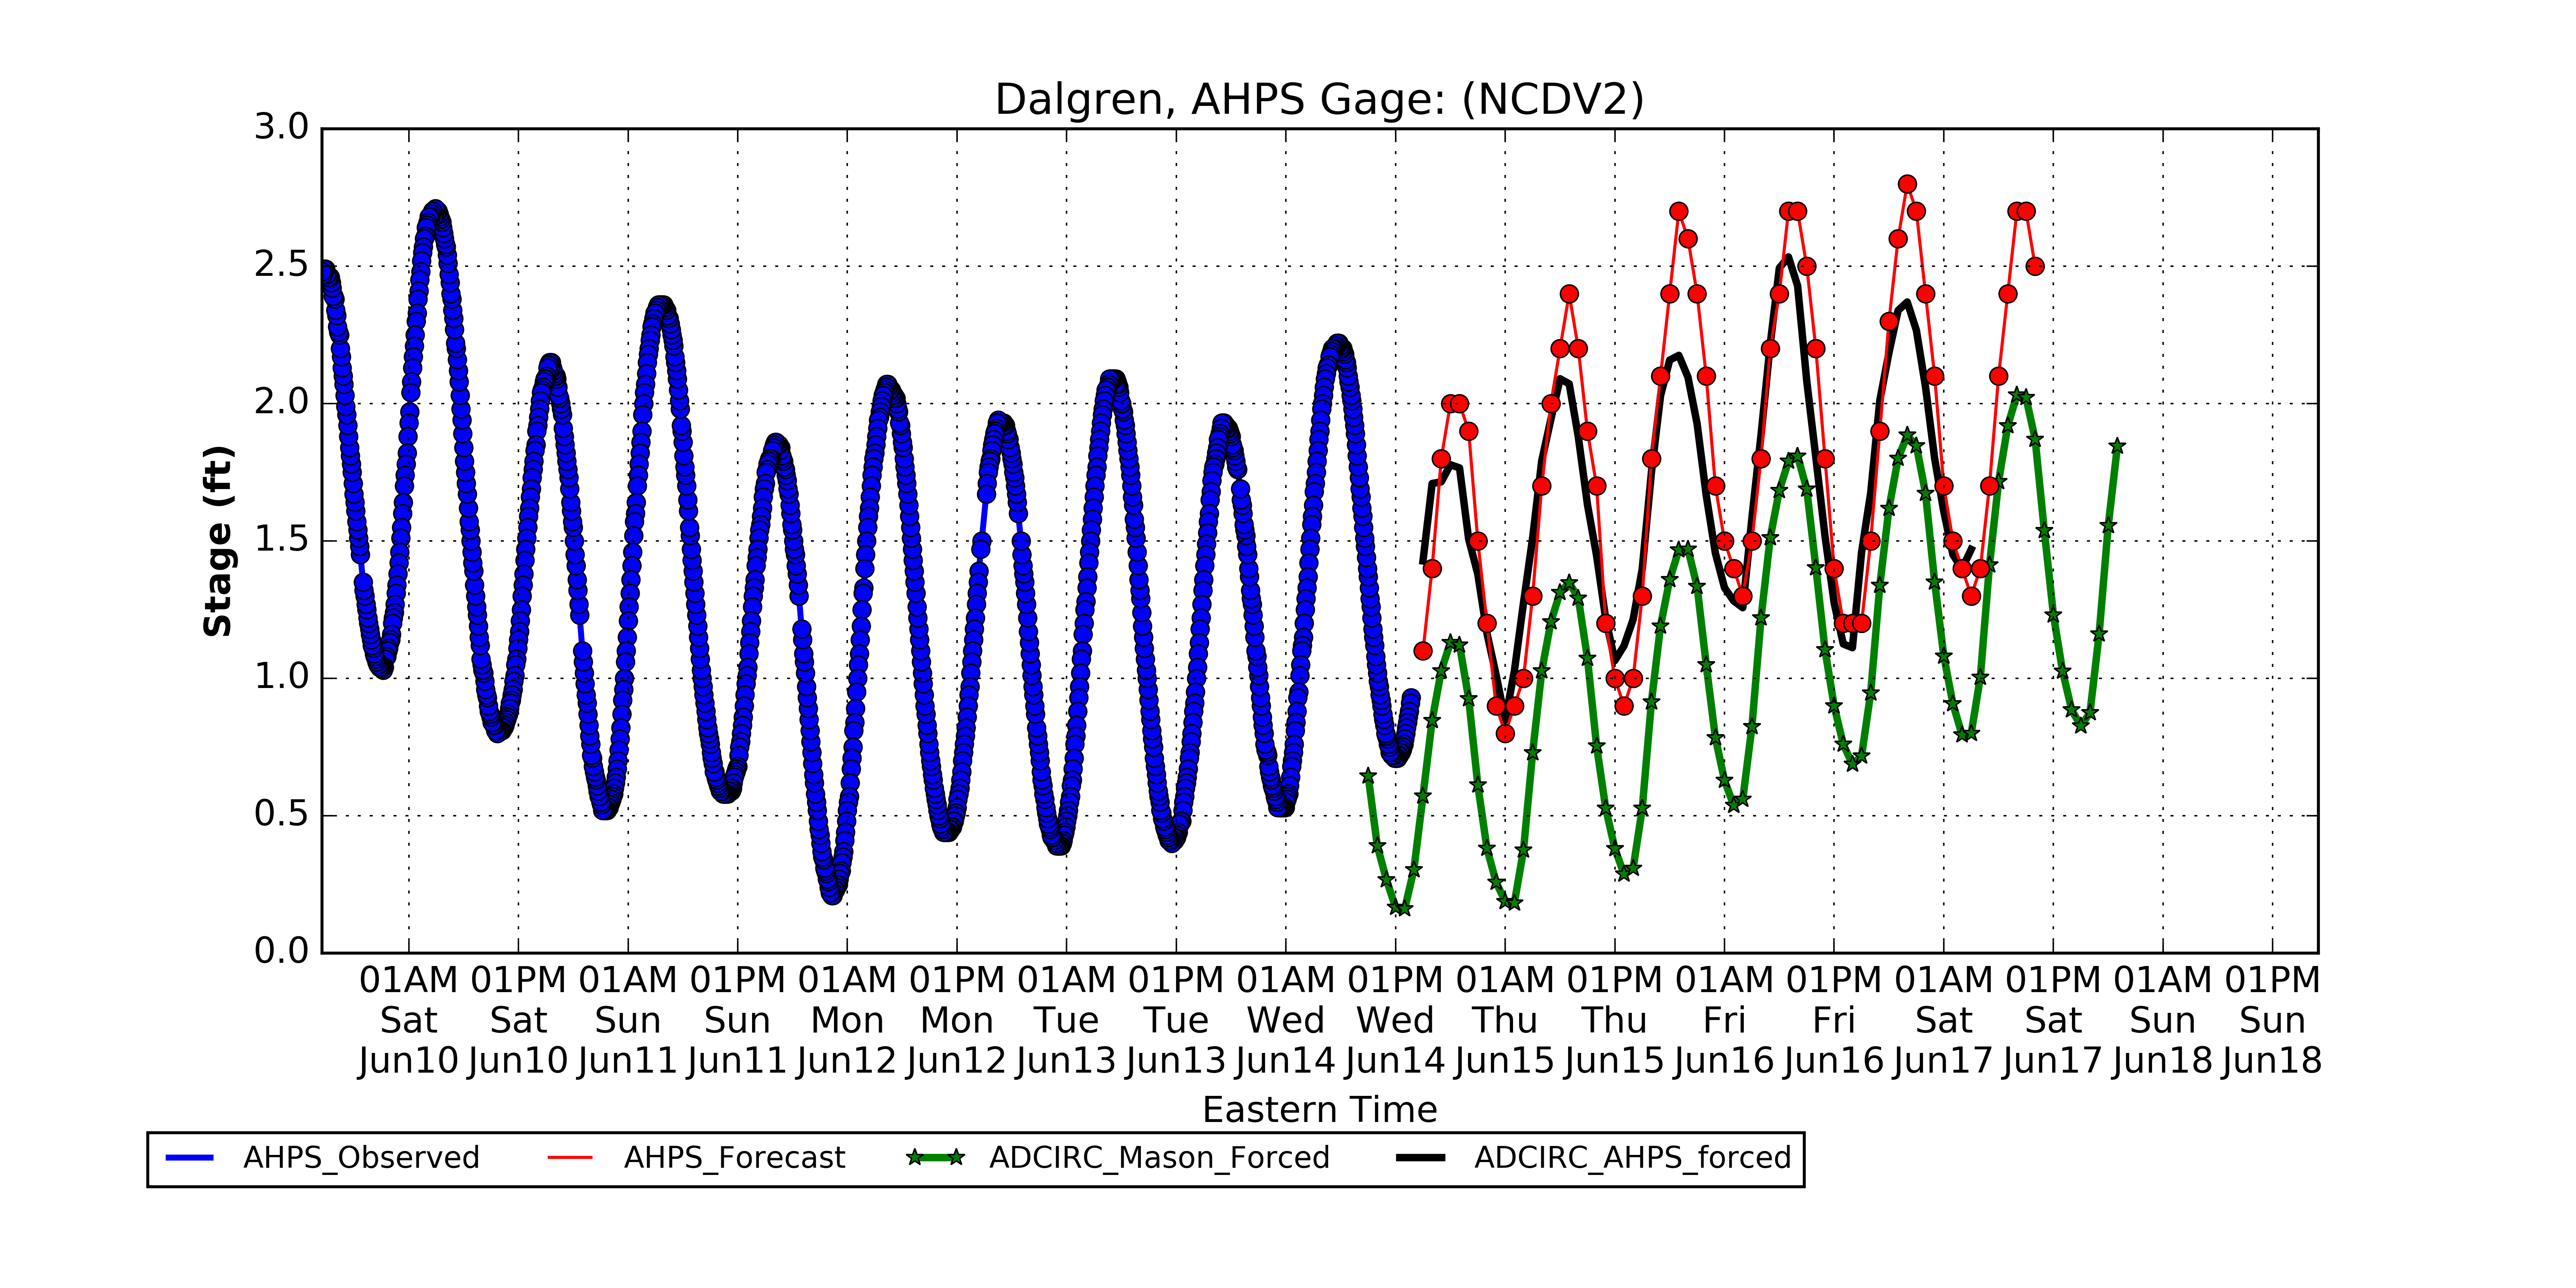 Dalgren, AHPS Gage: (NCDV2)
3.0
2.5
2.0
1.5
1.0
0.5
0.0
Stage (ft)
01AM 01PM 01AM 01PM 01AM 01PM 01AM 01PM 01AM 01PM 01AM 01PM 01AM 01PM 01AM 01PM 01AM 01PM
Sat Sat Sun Sun Mon Mon Tue Tue Wed Wed Thu Thu Fri Fri Sat Sat Sun Sun
Jun10 Jun10 Jun11 Jun11 Jun12 Jun12 Jun13 Jun13 Jun14 Jun14 Jun15 Jun15 Jun16 Jun16 Jun17 Jun17 Jun18 Jun18
Eastern Time
AHPS_Observed AHPS_Forecast ADCIRC_Mason_Forced ADCIRC_AHPS_forced